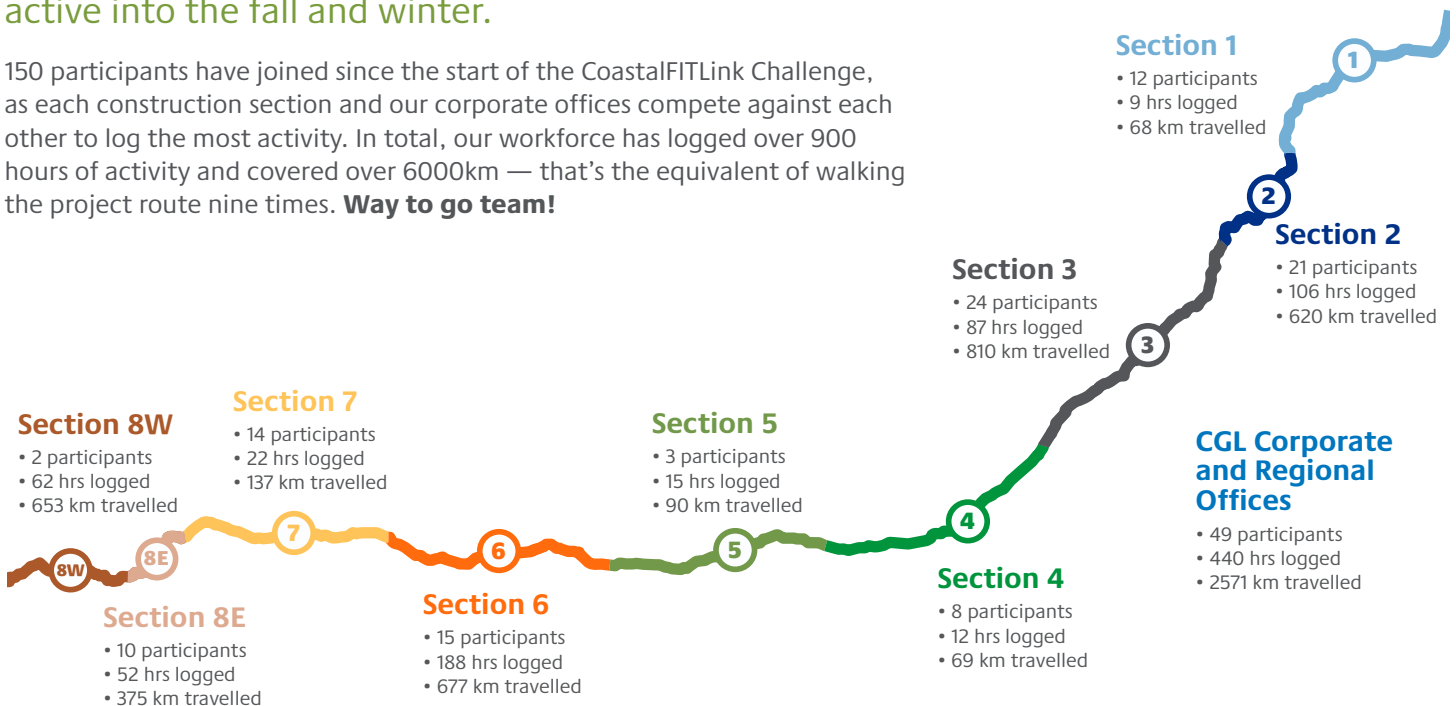 active into the fall and winter.
150 participants have joined since the start of the CoastalFITLink Challenge,
as each construction section and our corporate offices compete against each
other to log the most activity. In total, our workforce has logged over 900
hours of activity and covered over 6000km — that’s the equivalent of walking
the project route nine times. Way to go team!
Section 1
• 12 participants
• 9 hrs logged
• 68 km travelled
1
2
Section 2
• 21 participants
• 106 hrs logged
• 620 km travelled
Section 3
• 24 participants
• 87 hrs logged
• 810 km travelled
3
Section 8W
• 2 participants
• 62 hrs logged
• 653 km travelled
8W
Section 7
• 14 participants
• 22 hrs logged
• 137 km travelled
7
8E
Section 8E
• 10 participants
• 52 hrs logged
• 375 km travelled
6
Section 6
• 15 participants
• 188 hrs logged
• 677 km travelled
Section 5
• 3 participants
• 15 hrs logged
• 90 km travelled
5
4
Section 4
• 8 participants
• 12 hrs logged
• 69 km travelled
CGL Corporate
and Regional
Offices
• 49 participants
• 440 hrs logged
• 2571 km travelled